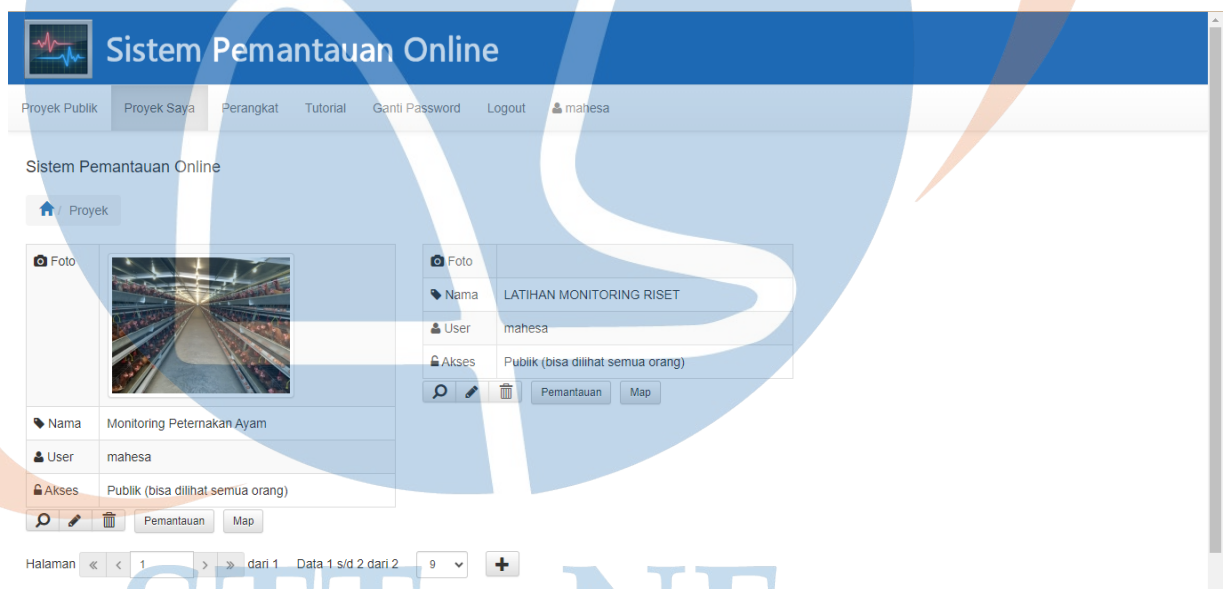 Sistem Pemantauan Online
Proyek Publik Proyek Saya Perangkat Tutorial Ganti Password Logout mahesa
Sistem Pemantauan Online
/ Proyek
Foto
Nama Monitoring Peternakan Ayam
User mahesa
Akses Publik (bisa dilihat semua orang)
Pemantauan Map
Foto
Nama LATIHAN MONITORING RISET
User mahesa
Akses Publik (bisa dilihat semua orang)
Pemantauan Map
Halaman « < 1 > » dari 1 Data 1 s/d 2 dari 2 9 +